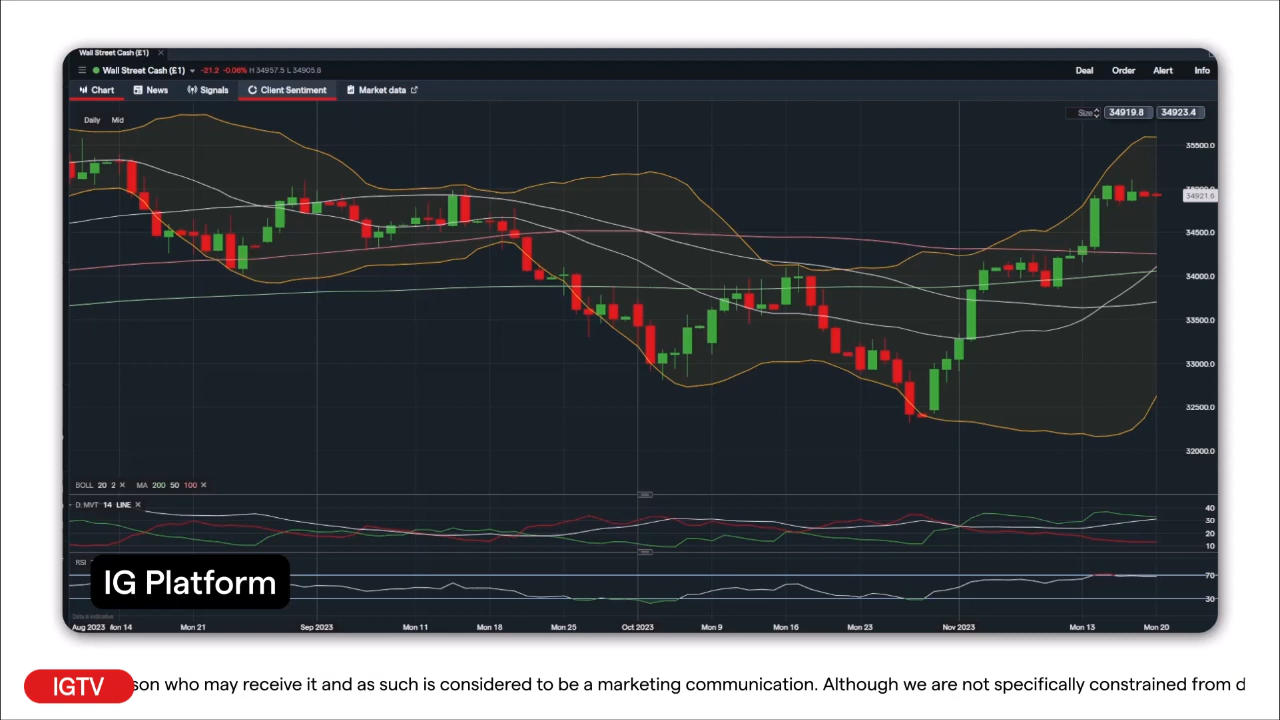 Wall Street Cash (£1)
Wall Street Cash (£1) -21.2 -0.06% H 34957.5 L 34905.8 Deal Order Alert Info
Chart News Signals Client Sentiment Market data
Daily Mid Size 34919.8 34923.4
35500.0
34921.6
34500.0
34000.0
33500.0
33000.0
32500.0
32000.0
BOLL 20 2 MA 200 50 100
D. MVT 14 LINE
40
30
20
10
RSI
IG Platform
70
30
Data is indicative
Aug 2023 Mon 14 Mon 21 Sep 2023 Mon 11 Mon 18 Mon 25 Oct 2023 Mon 9 Mon 16 Mon 23 Nov 2023 Mon 13 Mon 20
IGTV son who may receive it and as such is considered to be a marketing communication. Although we are not specifically constrained from d